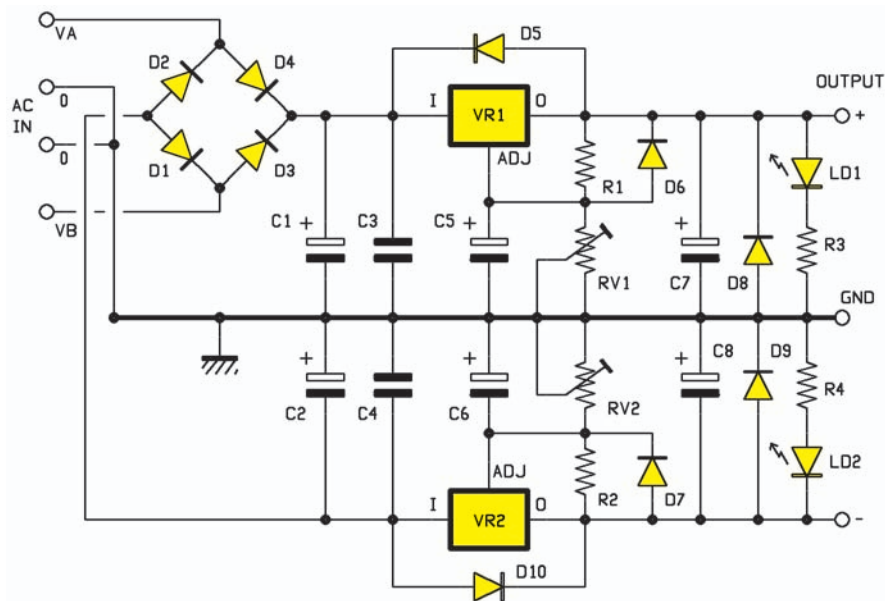 VA
D2
D4
D5
0
AC
IN
0
I
VR1
O
OUTPUT
+
ADJ
D1
D3
R1
D6
LD1
VB
C1
+
C3
C5
+
RV1
+
C7
D8
R3
GND
+
C2
C4
+
C6
RV2
+
C8
D9
R4
ADJ
R2
D7
LD2
I
VR2
O
-
D10